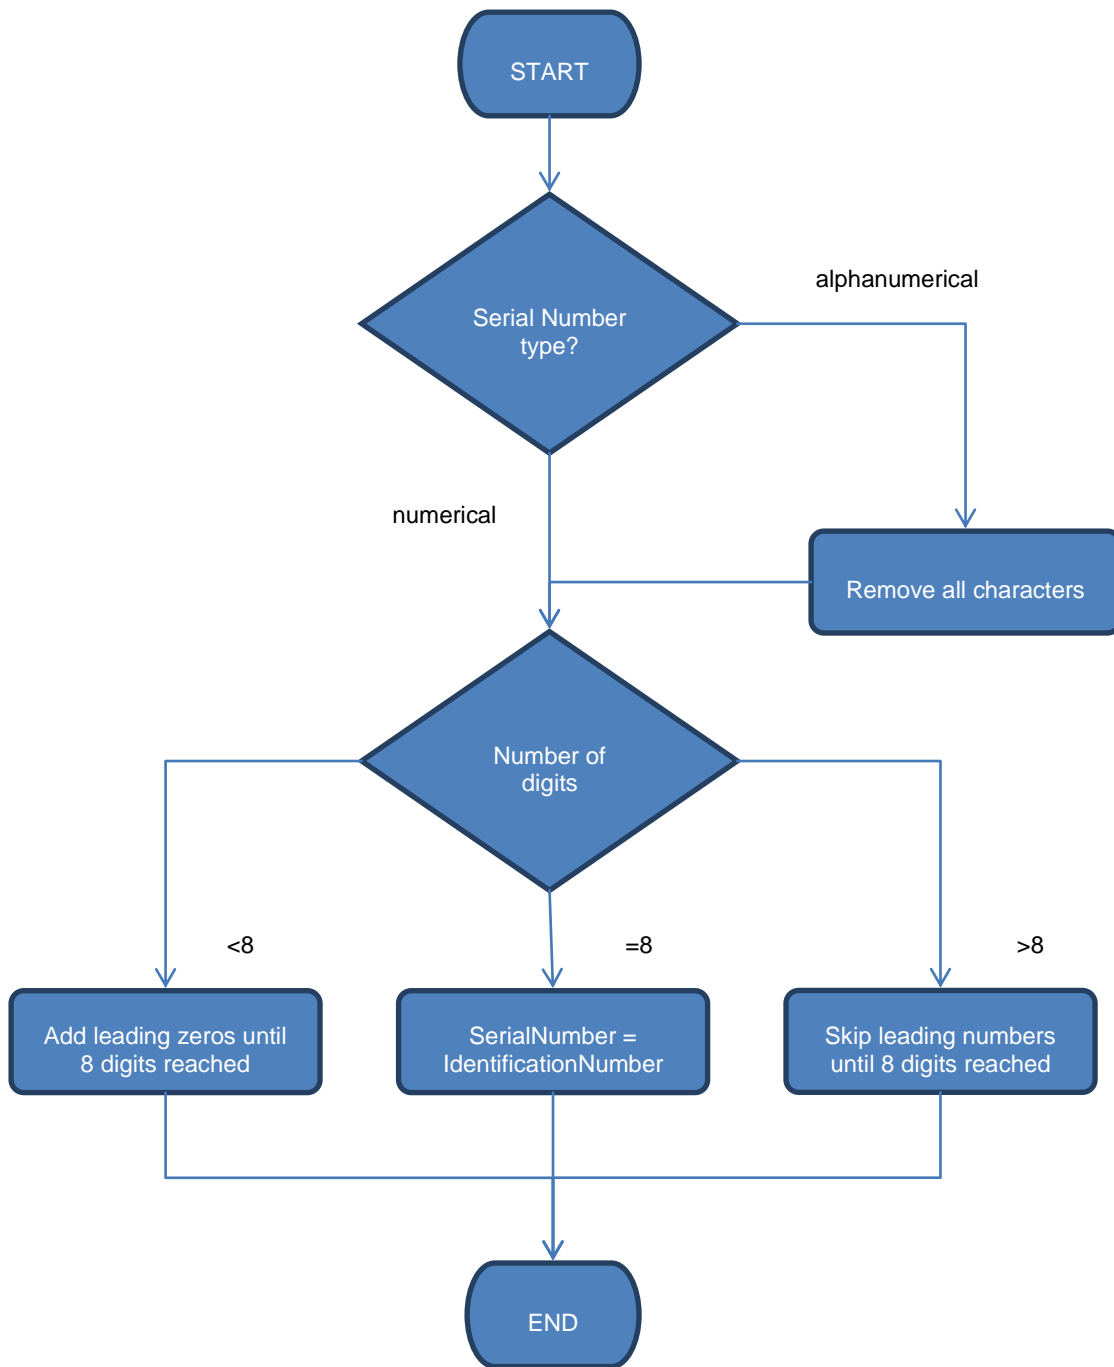 START
alphanumerical
Serial Number
type?
numerical
Remove all characters
Number of
digits
<8
=8
>8
Add leading zeros until
8 digits reached
SerialNumber =
IdentificationNumber
Skip leading numbers
until 8 digits reached
END